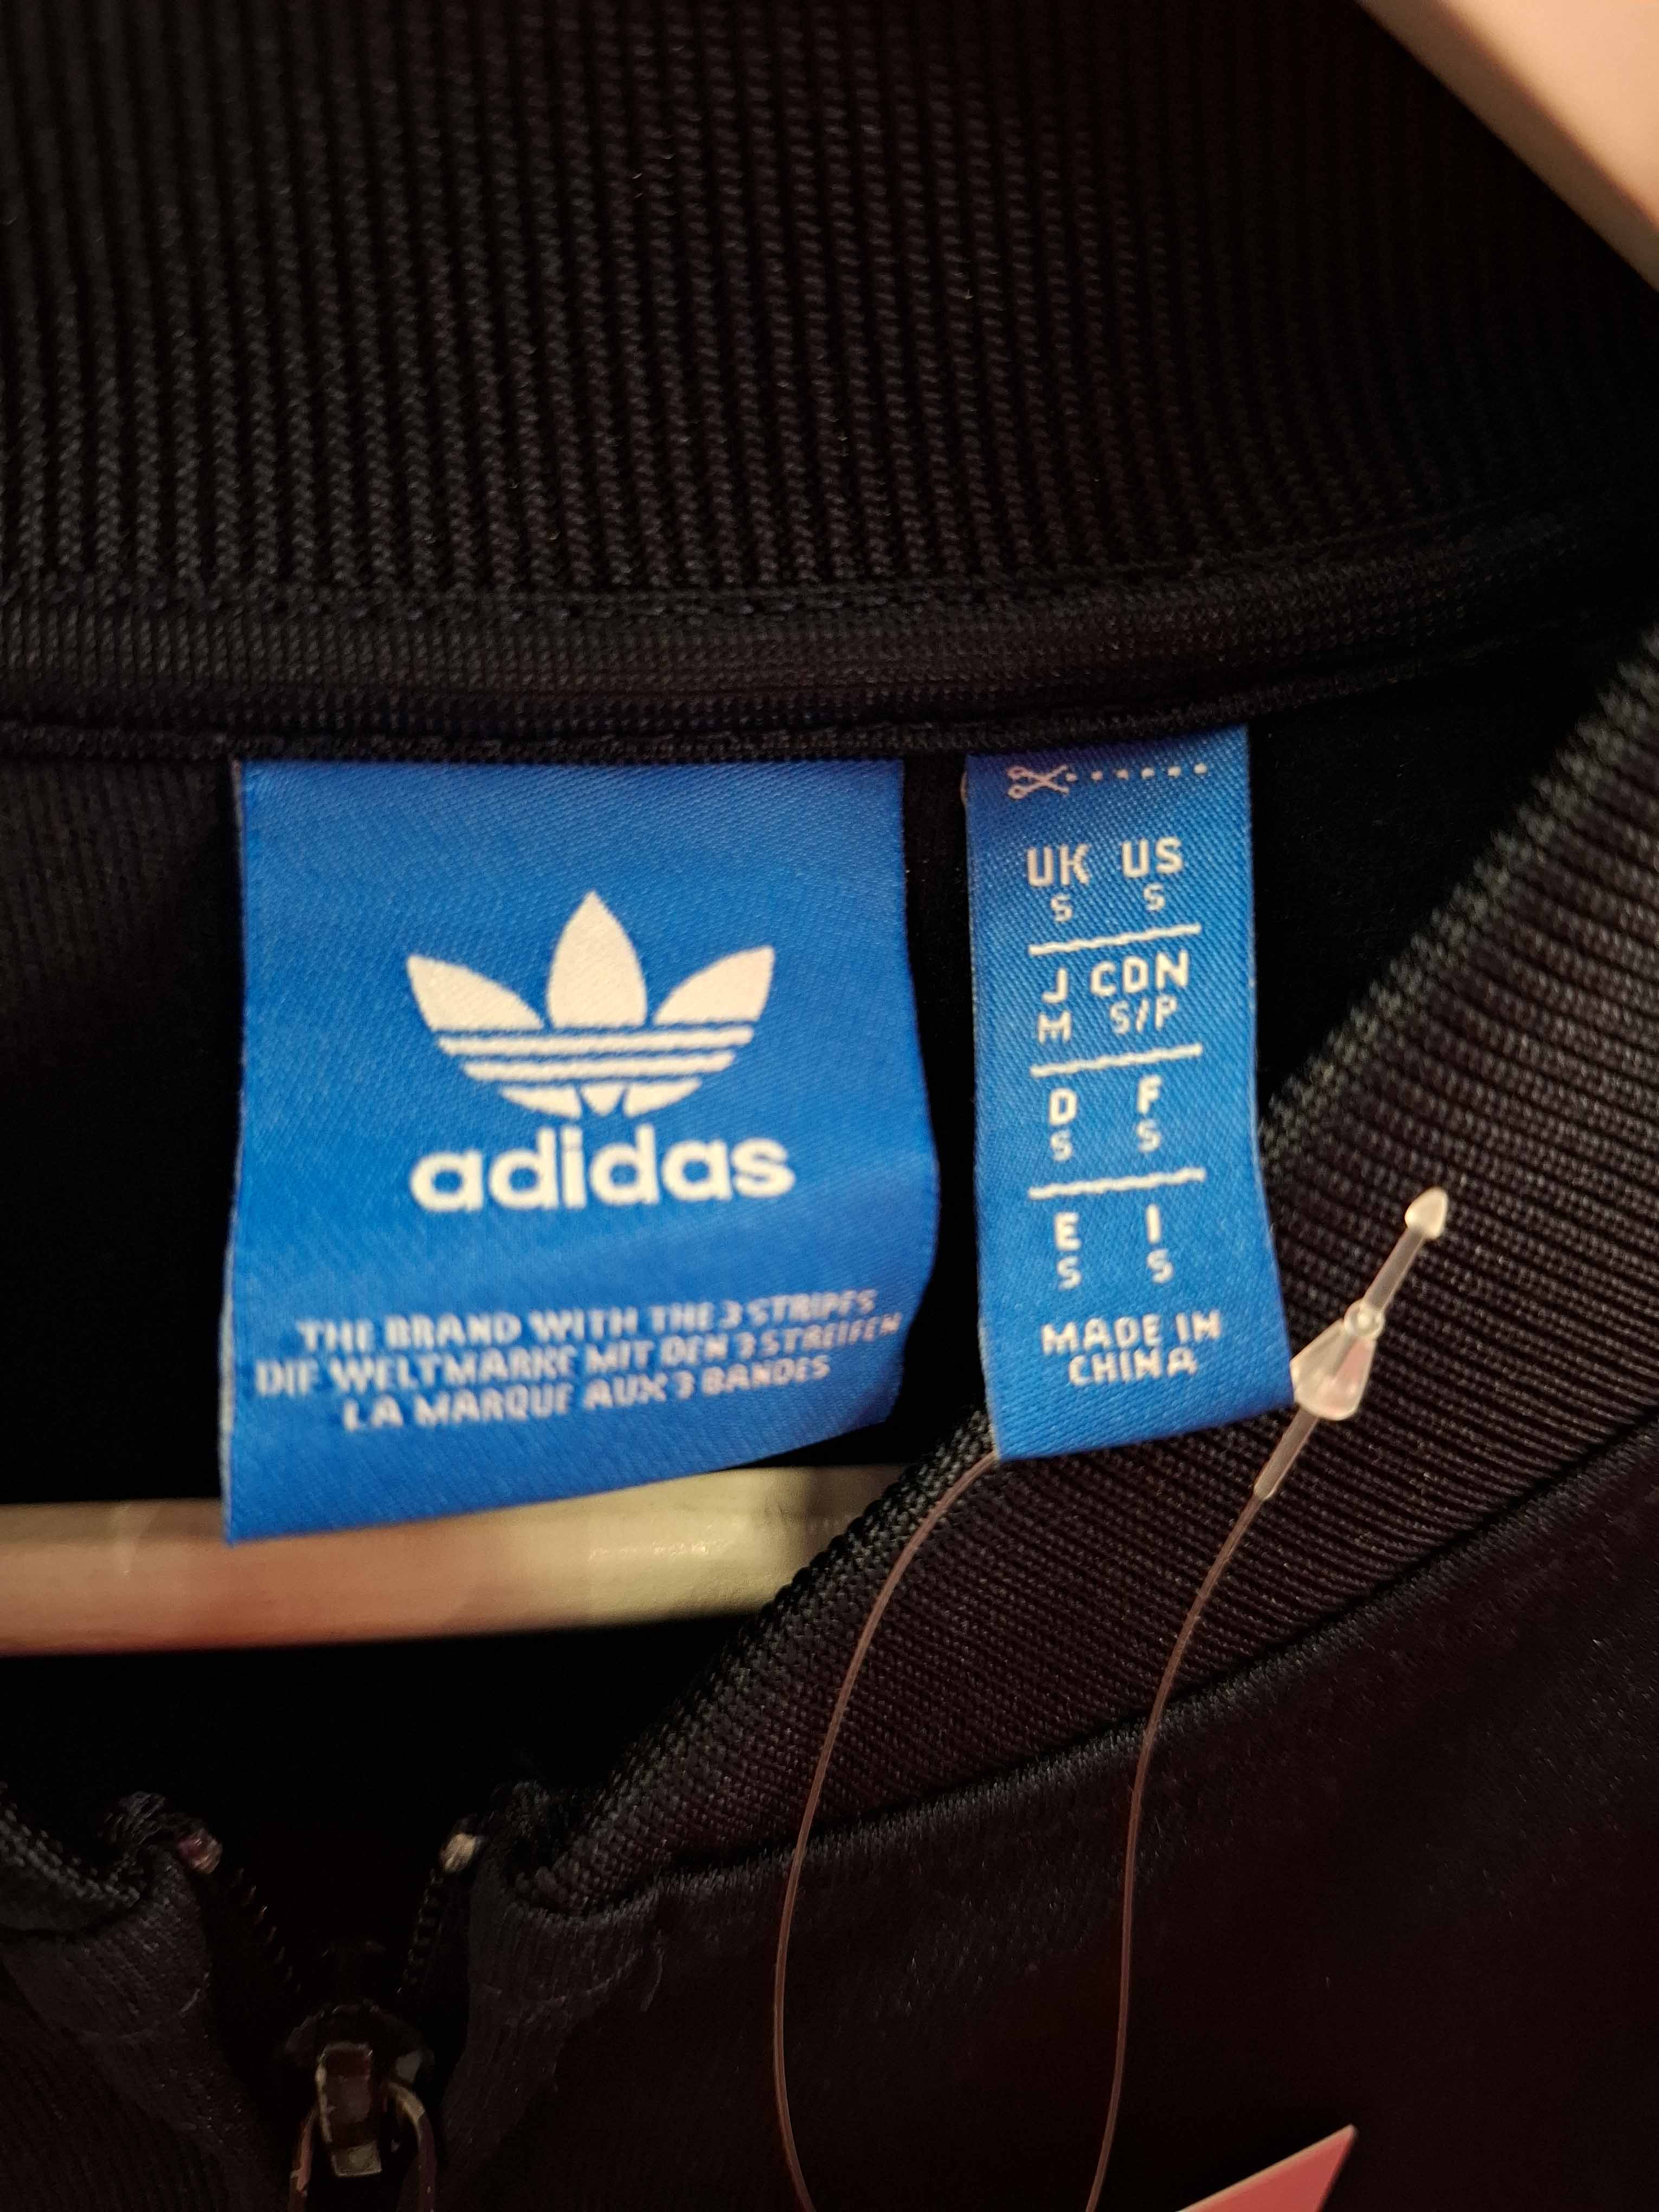 adidas
THE BRAND WITH THE 3 STRIPES
DIE WELTMARKE MIT DEN 3 STREIFEN
LA MARQUE AUX 3 BANDES
UK US
S S
J CDN
M S/P
D F
S S
E I
S S
MADE IN
CHINA